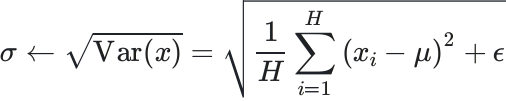 σ ← √Var(x) = √(1/H ∑_{i=1}^{H} (x_i − μ)² + ϵ)